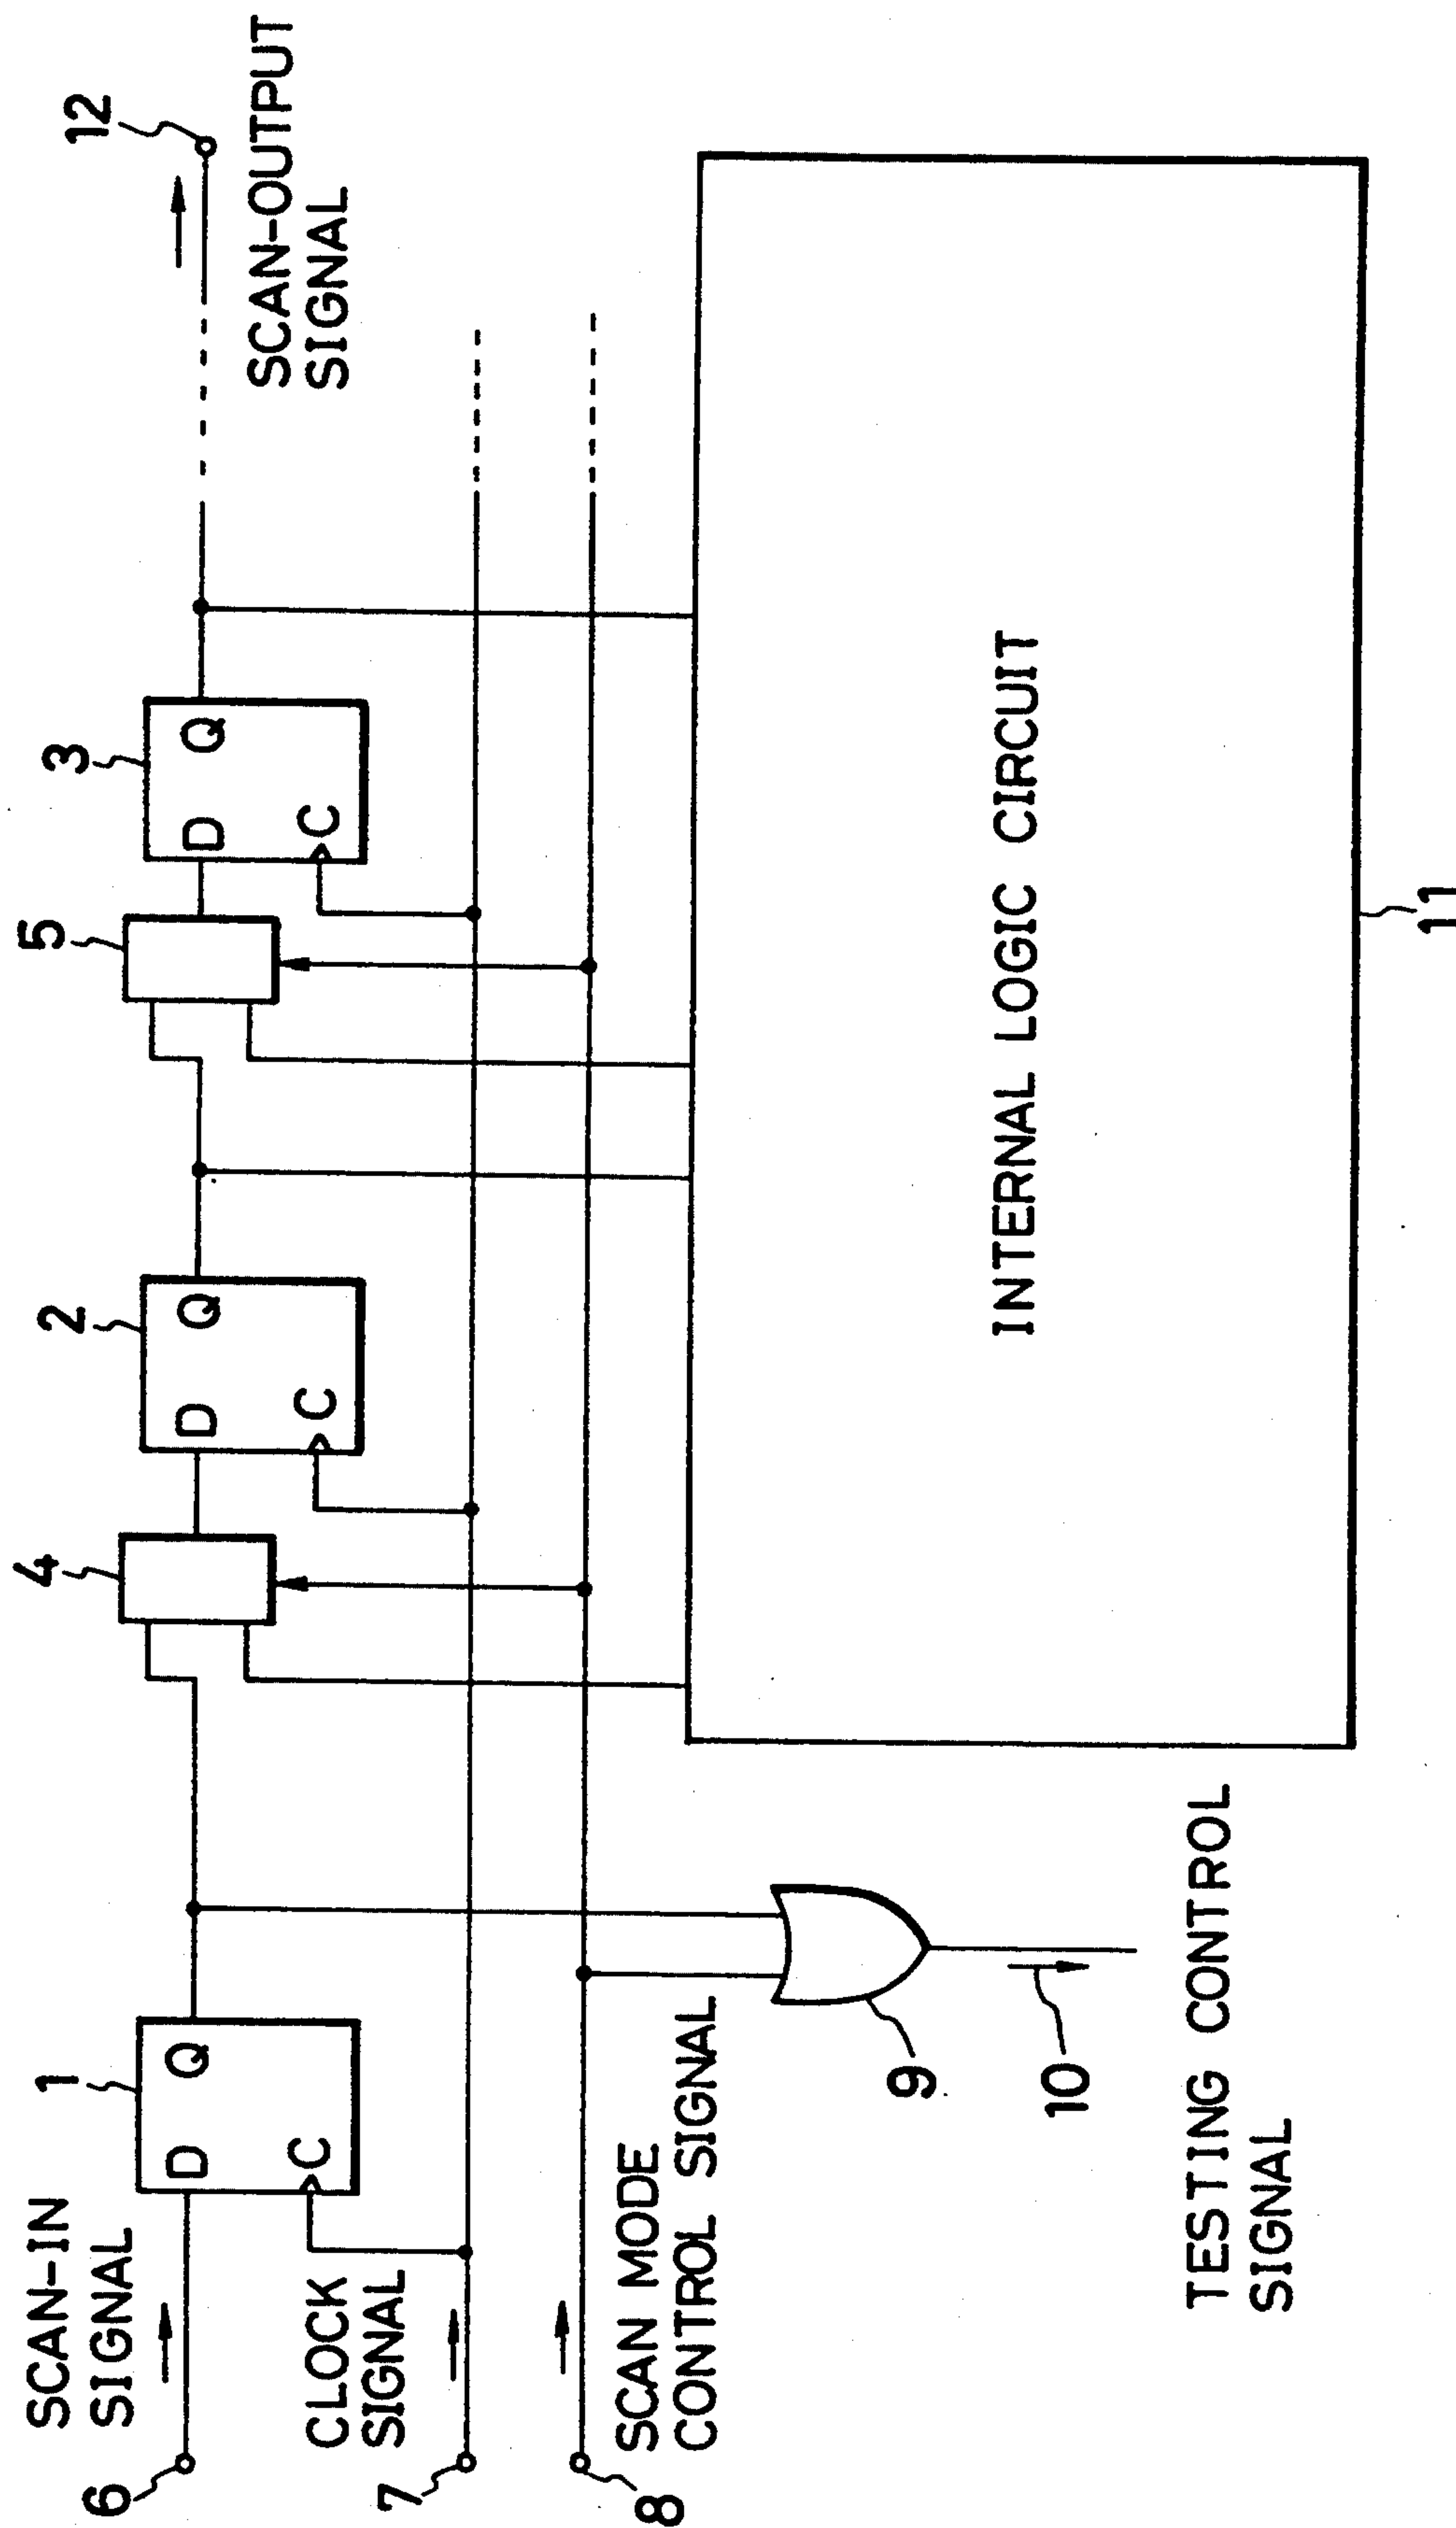 SCAN-IN
SIGNAL
6
1
D
Q
C
4
2
D
Q
C
5
3
D
Q
C
12
SCAN-OUTPUT
SIGNAL
CLOCK
SIGNAL
7
SCAN MODE
CONTROL SIGNAL
8
9
10
TESTING CONTROL
SIGNAL
INTERNAL LOGIC CIRCUIT
11